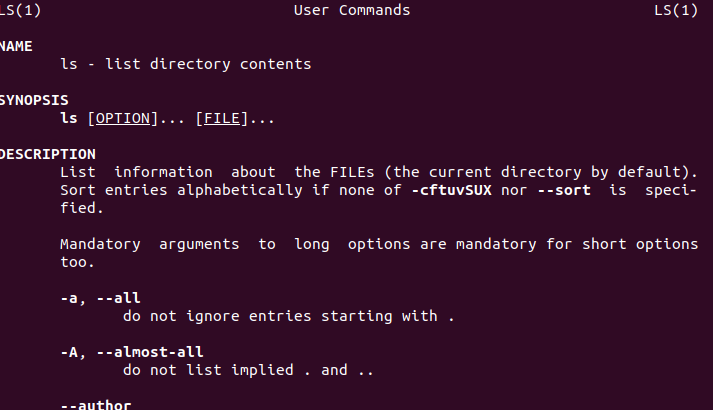 LS(1) User Commands LS(1)
NAME
ls - list directory contents
SYNOPSIS
ls [OPTION]... [FILE]...
DESCRIPTION
List information about the FILEs (the current directory by default).
Sort entries alphabetically if none of -cftuvSUX nor --sort is speci-
fied.
Mandatory arguments to long options are mandatory for short options
too.
-a, --all
do not ignore entries starting with .
-A, --almost-all
do not list implied . and ..
--author